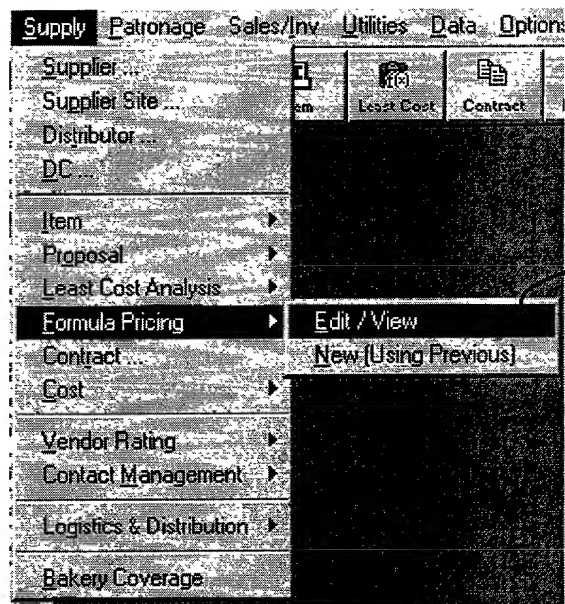 Supply Patronage Sales/Inv Utilities Data Options
Supplier ...
Supplier Site ...
Distributor ...
DC ...
Least Cost Contract
Item
Proposal
Least Cost Analysis
Formula Pricing
Edit / View
New (Using Previous)
Contract ...
Cost
Vendor Rating
Contact Management
Logistics & Distribution
Bakery Coverage